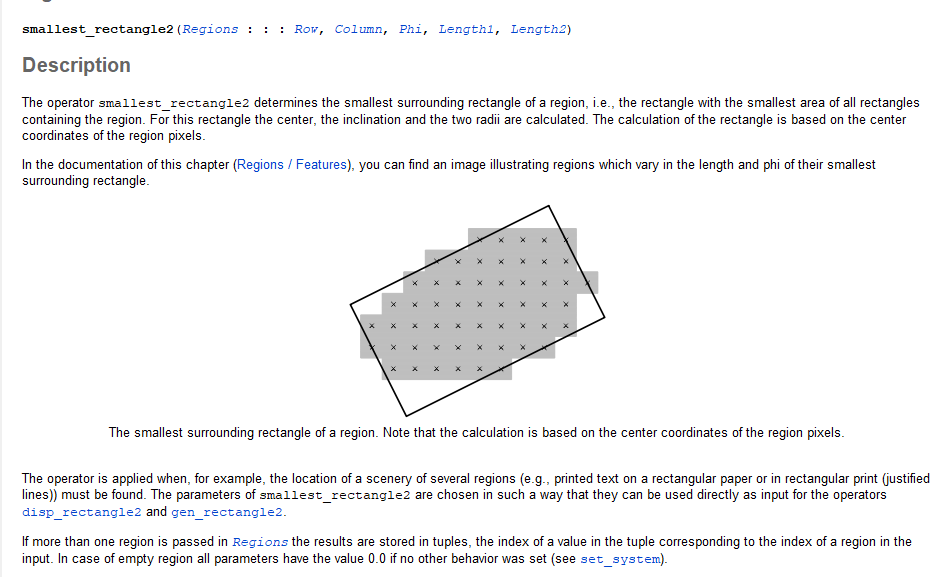 smallest_rectangle2(Regions : : : Row, Column, Phi, Length1, Length2)
Description
The operator smallest_rectangle2 determines the smallest surrounding rectangle of a region, i.e., the rectangle with the smallest area of all rectangles
containing the region. For this rectangle the center, the inclination and the two radii are calculated. The calculation of the rectangle is based on the center
coordinates of the region pixels.
In the documentation of this chapter (Regions / Features), you can find an image illustrating regions which vary in the length and phi of their smallest
surrounding rectangle.
The smallest surrounding rectangle of a region. Note that the calculation is based on the center coordinates of the region pixels.
The operator is applied when, for example, the location of a scenery of several regions (e.g., printed text on a rectangular paper or in rectangular print (justified
lines)) must be found. The parameters of smallest_rectangle2 are chosen in such a way that they can be used directly as input for the operators
disp_rectangle2 and gen_rectangle2.
If more than one region is passed in Regions the results are stored in tuples, the index of a value in the tuple corresponding to the index of a region in the
input. In case of empty region all parameters have the value 0.0 if no other behavior was set (see set_system).